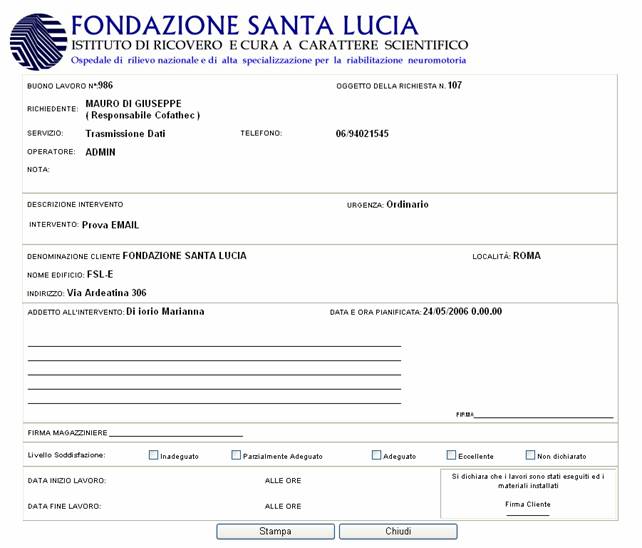 FONDAZIONE SANTA LUCIA
ISTITUTO DI RICOVERO E CURA A CARATTERE SCIENTIFICO
Ospedale di rilievo nazionale e di alta specializzazione per la riabilitazione neuromotoria
BUONO LAVORO Nª.986 OGGETTO DELLA RICHIESTA N. 107
RICHIEDENTE: MAURO DI GIUSEPPE
( Responsabile Cofathec )
SERVIZIO: Trasmissione Dati TELEFONO: 06/94021545
OPERATORE: ADMIN
NOTA:
DESCRIZIONE INTERVENTO URGENZA: Ordinario
INTERVENTO: Prova EMAIL
DENOMINAZIONE CLIENTE FONDAZIONE SANTA LUCIA LOCALITÀ: ROMA
NOME EDIFICIO: FSL-E
INDIRIZZO: Via Ardeatina 306
ADDETTO ALL'INTERVENTO: Di iorio Marianna DATA E ORA PIANIFICATA: 24/05/2006 0.00.00
FIRMA
FIRMA MAGAZZINIERE
Livello Soddisfazione: Inadeguato Parzialmente Adeguato Adeguato Eccellente Non dichiarato
DATA INIZIO LAVORO: ALLE ORE
DATA FINE LAVORO: ALLE ORE
Si dichiara che i lavori sono stati eseguiti ed i
materiali installati
Firma Cliente
Stampa Chiudi